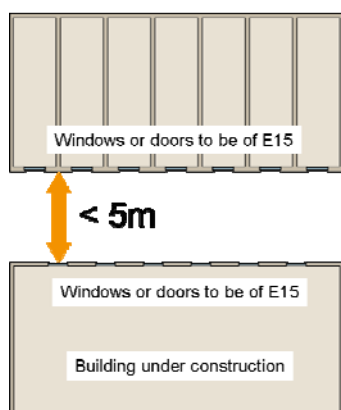 Windows or doors to be of E15
< 5m
Windows or doors to be of E15
Building under construction